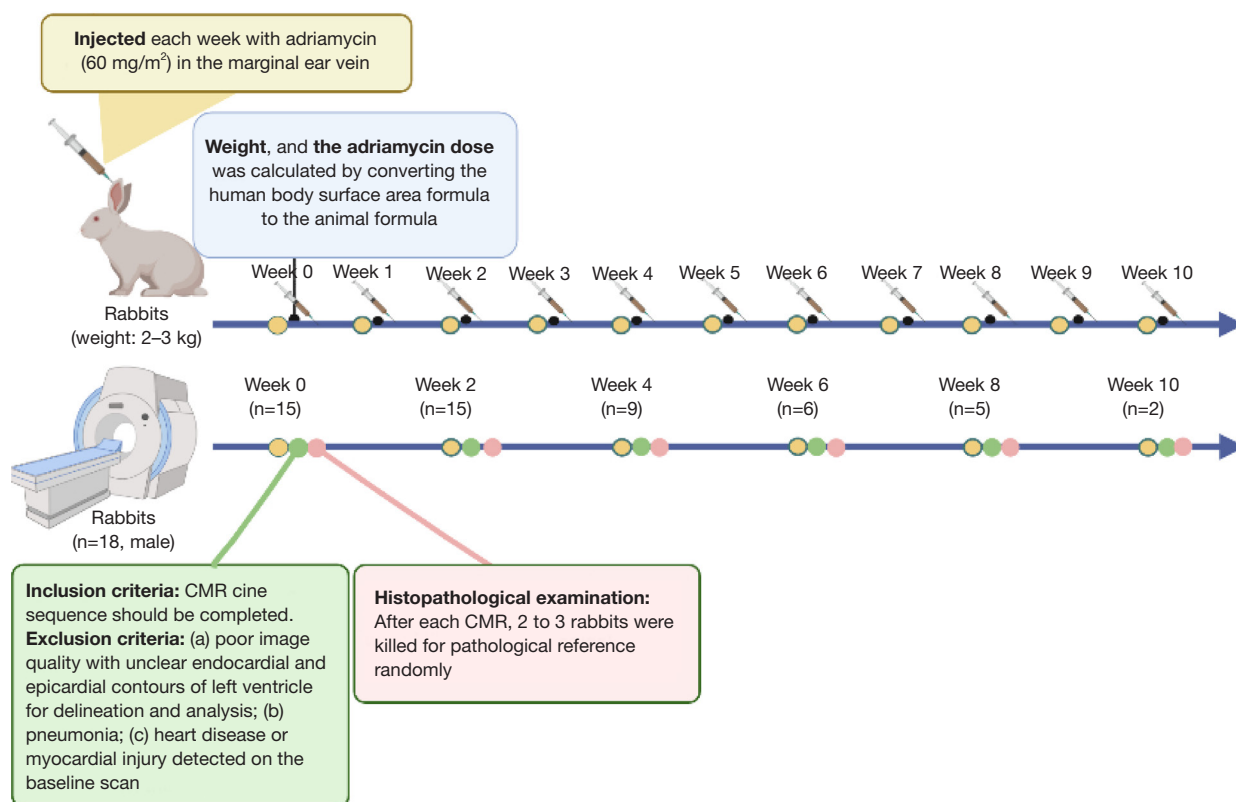 Injected each week with adriamycin
(60 mg/m²) in the marginal ear vein
Weight, and the adriamycin dose
was calculated by converting the
human body surface area formula
to the animal formula
Week 0 Week 1 Week 2 Week 3 Week 4 Week 5 Week 6 Week 7 Week 8 Week 9 Week 10
Rabbits
(weight: 2–3 kg)
Week 0 Week 2 Week 4 Week 6 Week 8 Week 10
(n=15) (n=15) (n=9) (n=6) (n=5) (n=2)
Rabbits
(n=18, male)
Inclusion criteria: CMR cine
sequence should be completed.
Exclusion criteria: (a) poor image
quality with unclear endocardial and
epicardial contours of left ventricle
for delineation and analysis; (b)
pneumonia; (c) heart disease or
myocardial injury detected on the
baseline scan
Histopathological examination:
After each CMR, 2 to 3 rabbits were
killed for pathological reference
randomly